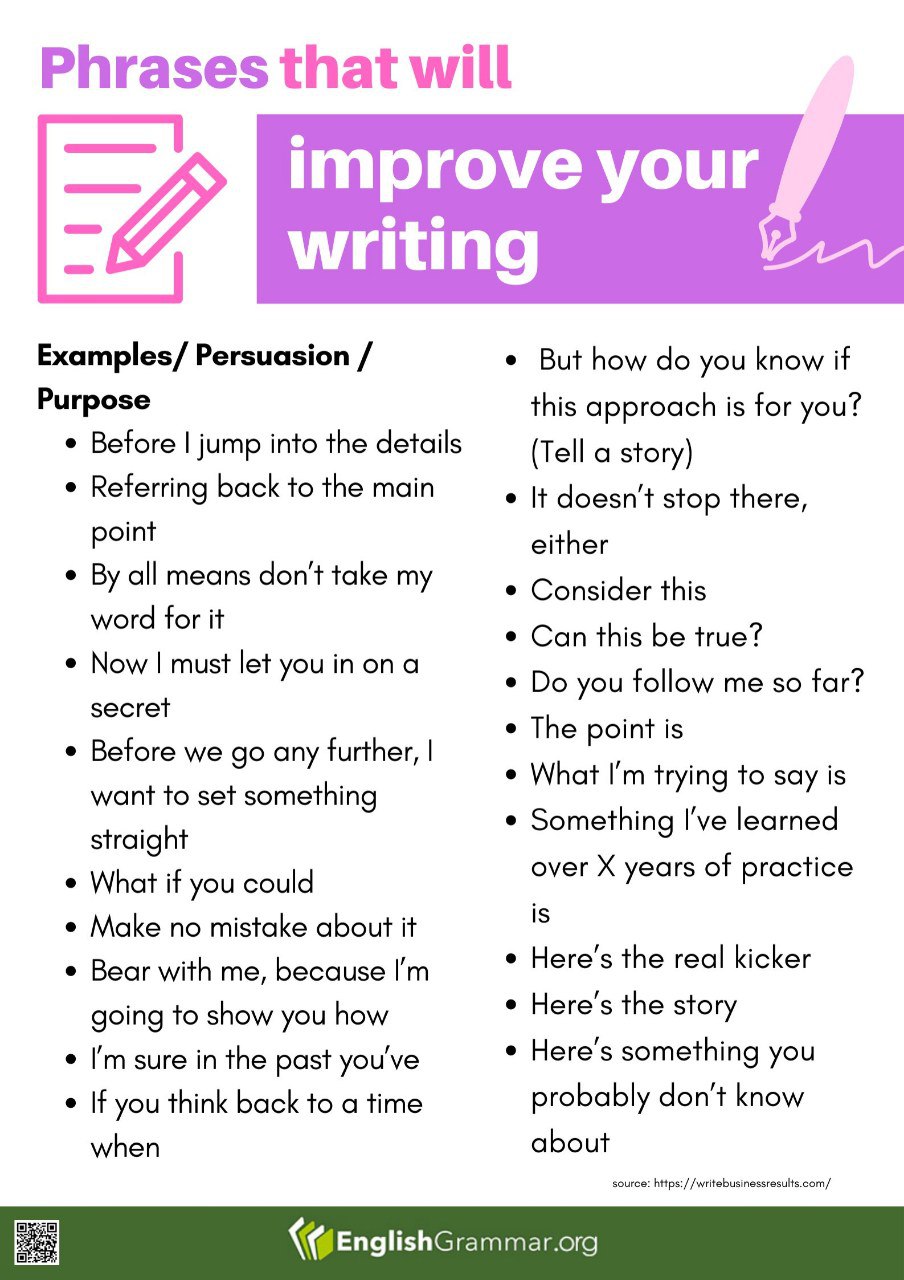 Phrases that will
improve your
writing
Examples/ Persuasion /
Purpose
• Before I jump into the details
• Referring back to the main
point
• By all means don’t take my
word for it
• Now I must let you in on a
secret
• Before we go any further, I
want to set something
straight
• What if you could
• Make no mistake about it
• Bear with me, because I’m
going to show you how
• I’m sure in the past you’ve
• If you think back to a time
when
• But how do you know if
this approach is for you?
(Tell a story)
• It doesn’t stop there,
either
• Consider this
• Can this be true?
• Do you follow me so far?
• The point is
• What I’m trying to say is
• Something I’ve learned
over X years of practice
is
• Here’s the real kicker
• Here’s the story
• Here’s something you
probably don’t know
about
source: https://writebusinessresults.com/
EnglishGrammar.org